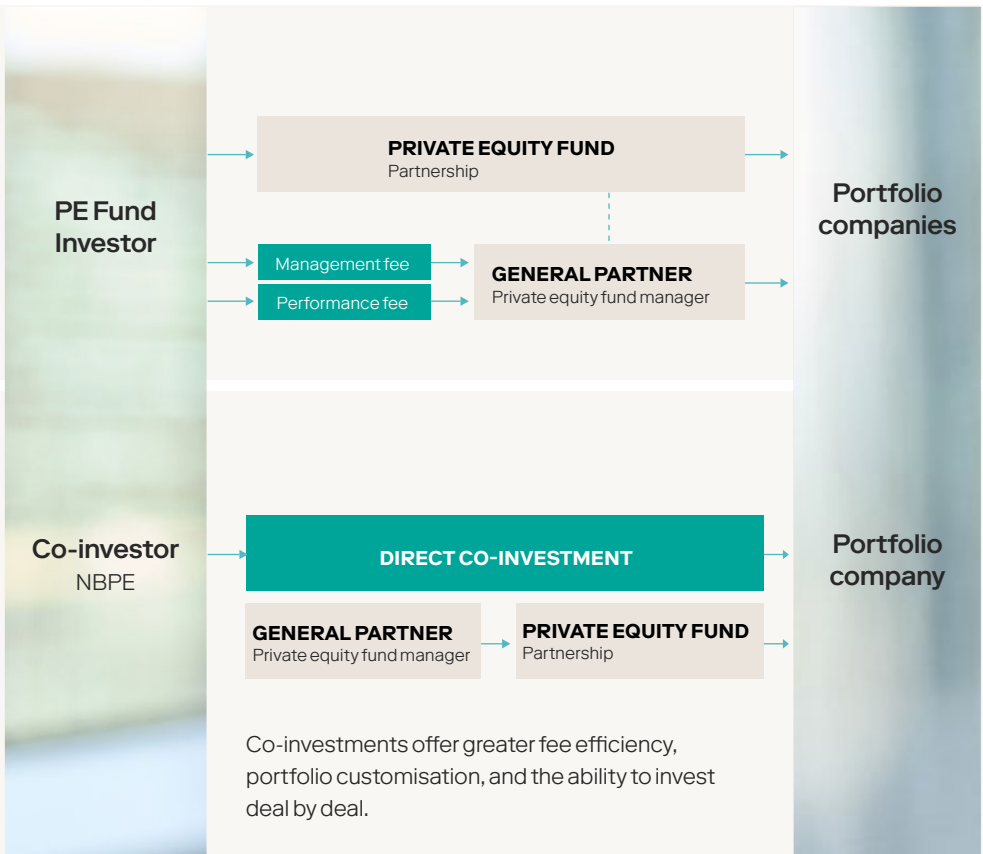 PE Fund
Investor
PRIVATE EQUITY FUND
Partnership
Management fee
Performance fee
GENERAL PARTNER
Private equity fund manager
Portfolio
companies
Co-investor
NBPE
DIRECT CO-INVESTMENT
GENERAL PARTNER
Private equity fund manager
PRIVATE EQUITY FUND
Partnership
Portfolio
company
Co-investments offer greater fee efficiency,
portfolio customisation, and the ability to invest
deal by deal.